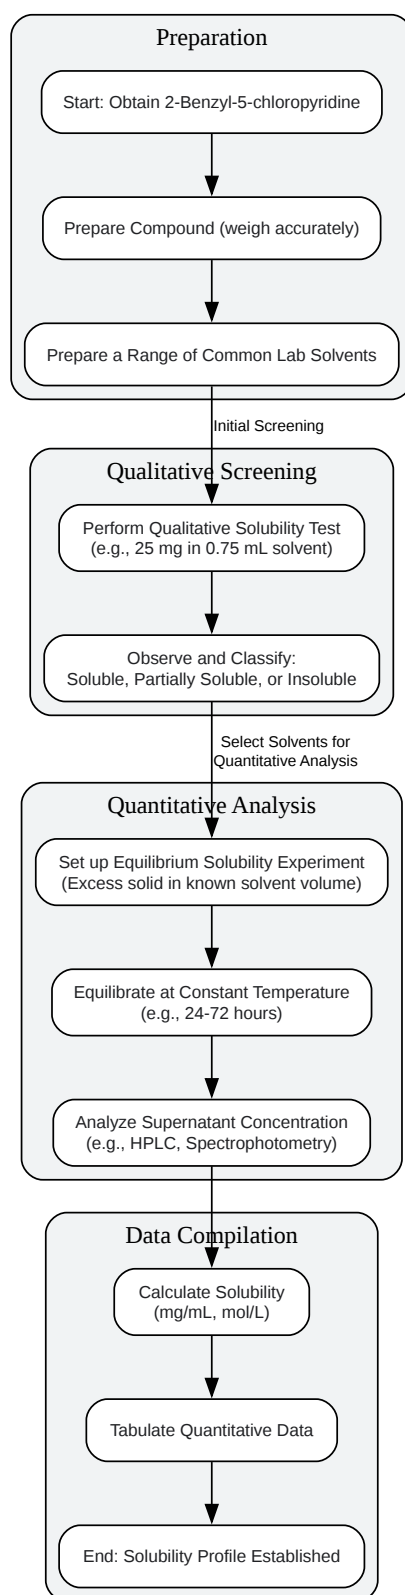 Preparation
Start: Obtain 2-Benzyl-5-chloropyridine
Prepare Compound (weigh accurately)
Prepare a Range of Common Lab Solvents
Initial Screening
Qualitative Screening
Perform Qualitative Solubility Test
(e.g., 25 mg in 0.75 mL solvent)
Observe and Classify:
Soluble, Partially Soluble, or Insoluble
Select Solvents for
Quantitative Analysis
Quantitative Analysis
Set up Equilibrium Solubility Experiment
(Excess solid in known solvent volume)
Equilibrate at Constant Temperature
(e.g., 24-72 hours)
Analyze Supernatant Concentration
(e.g., HPLC, Spectrophotometry)
Data Compilation
Calculate Solubility
(mg/mL, mol/L)
Tabulate Quantitative Data
End: Solubility Profile Established